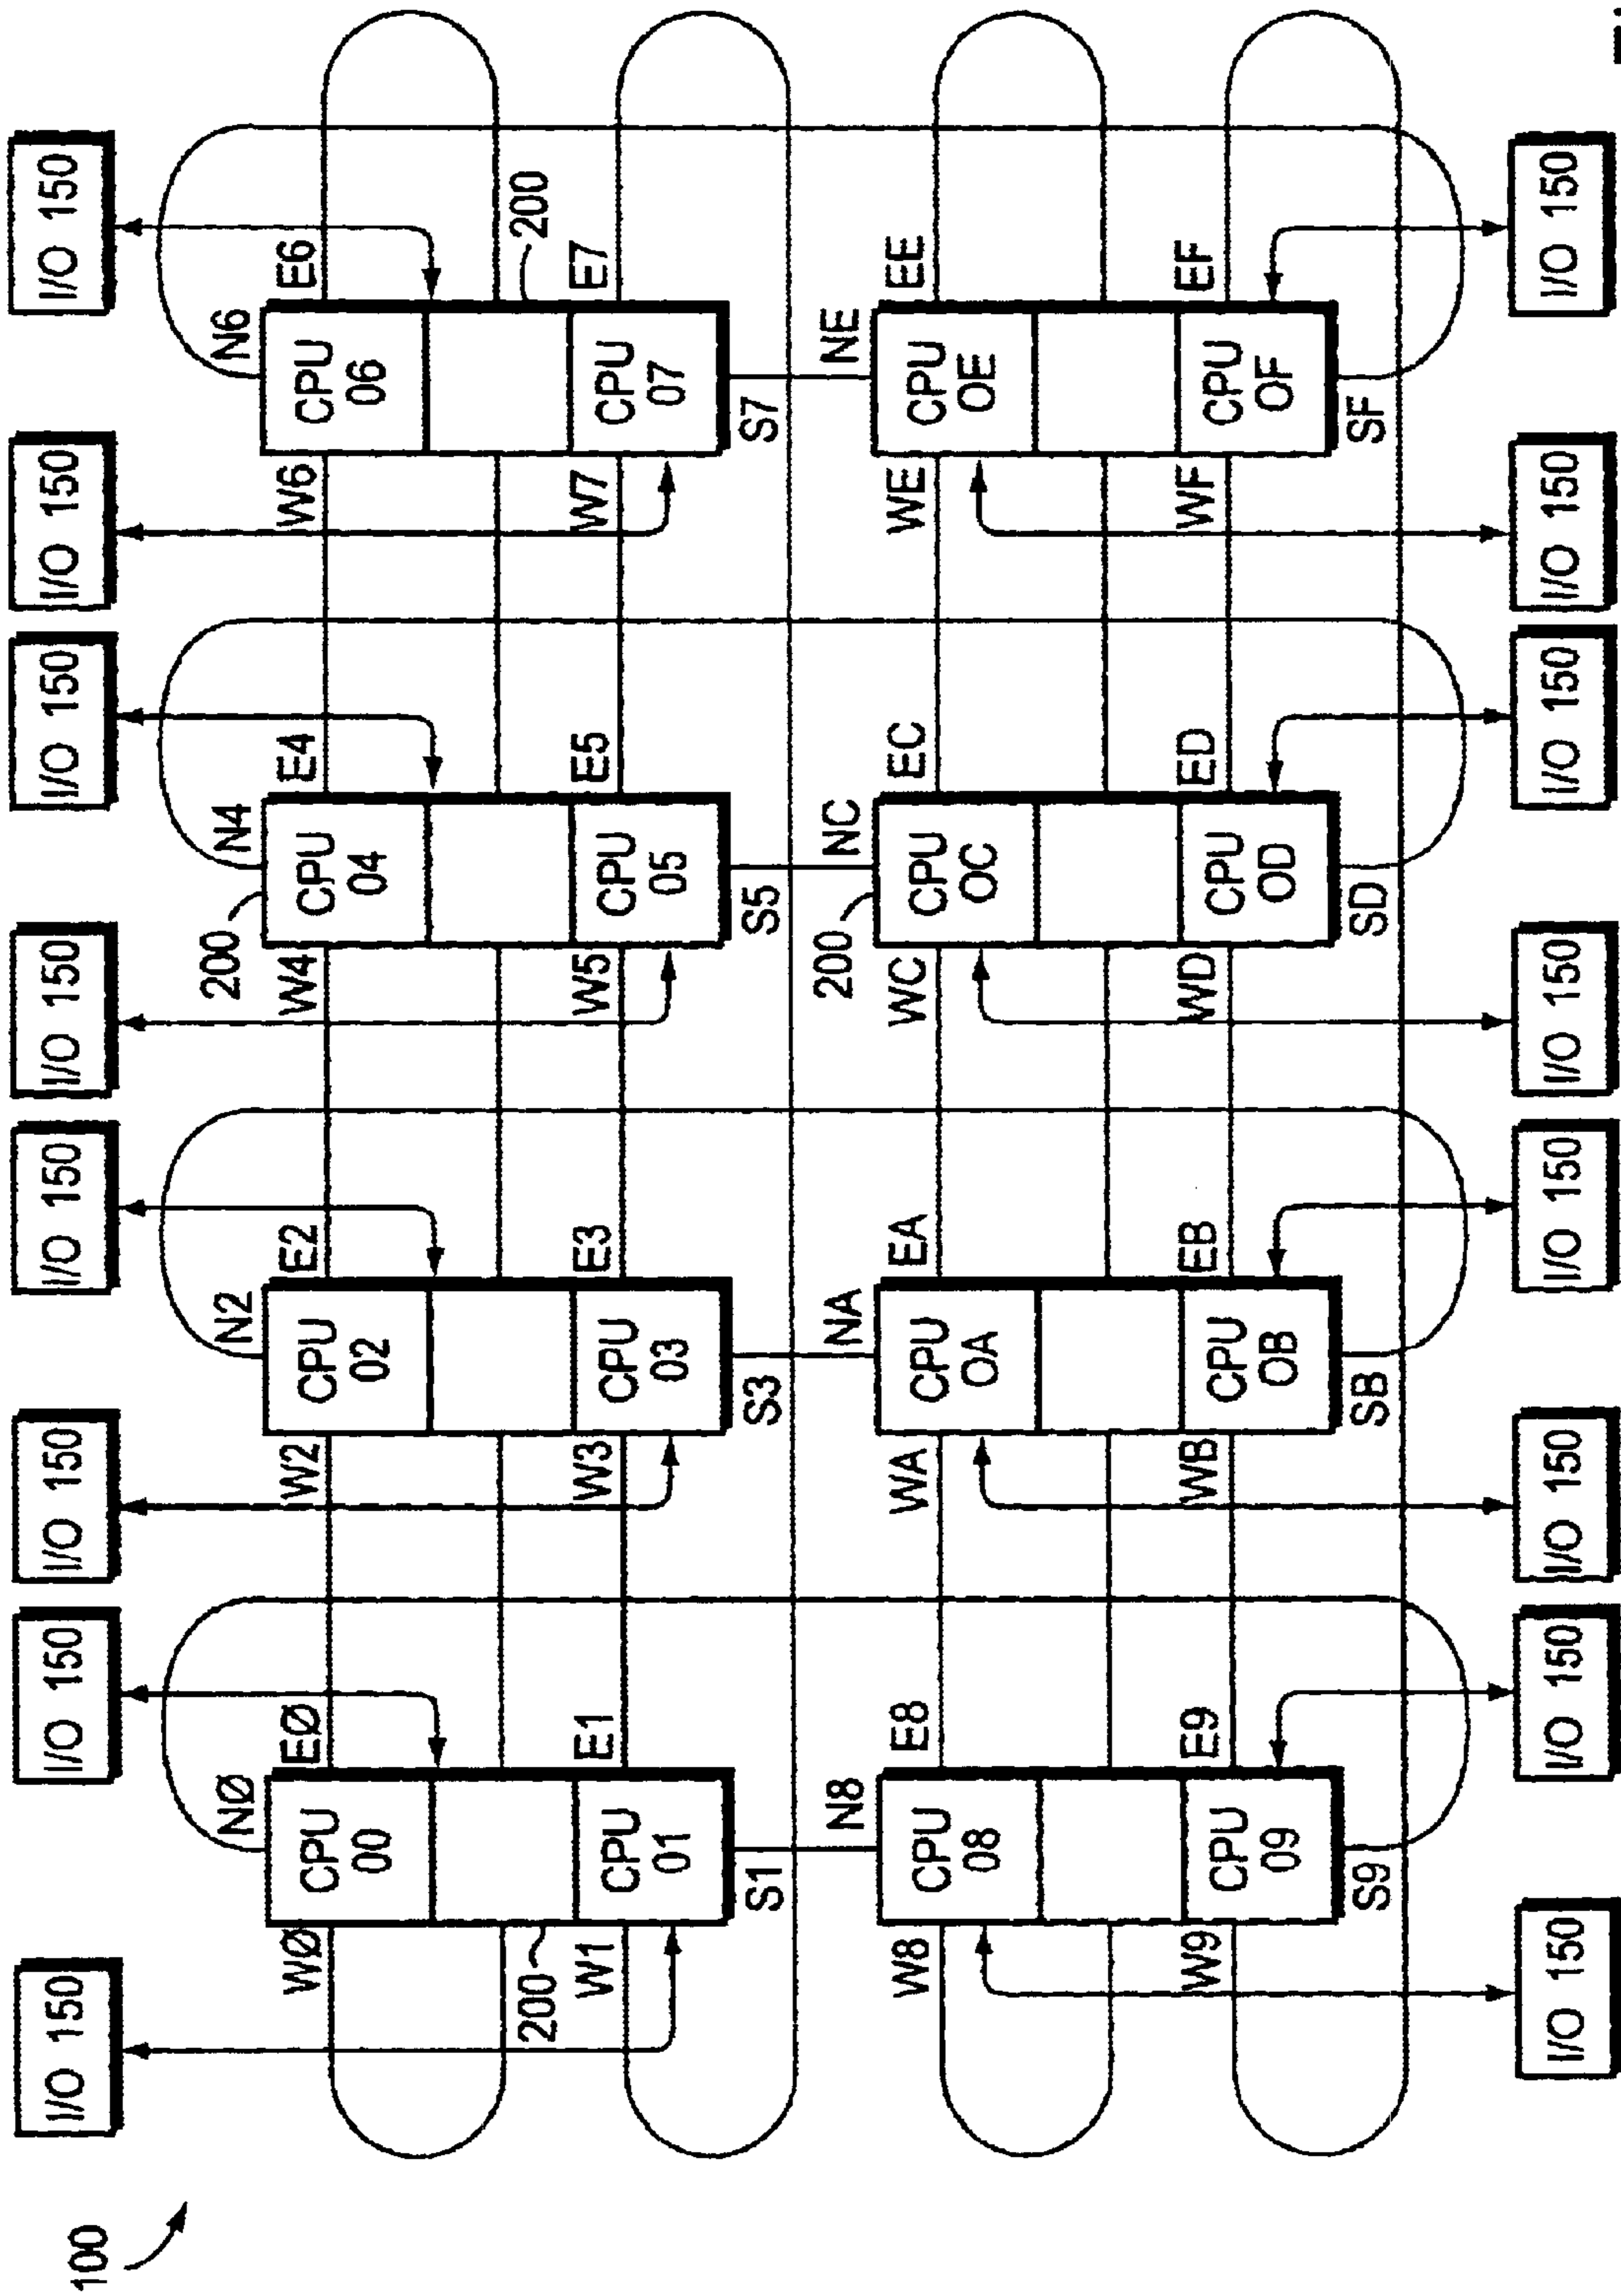 100
I/O 150 I/O 150 I/O 150 I/O 150 I/O 150 I/O 150 I/O 150 I/O 150
200
NØ N2 N4 N6
WØ EØ W2 E2 W4 E4 W6 E6
CPU CPU CPU CPU
00 02 04 06
200 200
W1 E1 W3 E3 W5 E5 W7 E7
CPU CPU CPU CPU
01 03 05 07
S1 S3 S5 S7
200
N8 NA NC NE
W8 E8 WA EA WC EC WE EE
CPU CPU CPU CPU
08 OA OC OE
W9 E9 WB EB WD ED WF EF
CPU CPU CPU CPU
09 OB OD OF
S9 SB SD SF
I/O 150 I/O 150 I/O 150 I/O 150 I/O 150 I/O 150 I/O 150 I/O 150